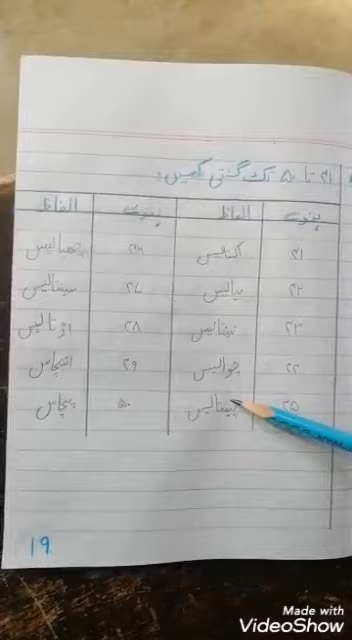 ۴۱ تا ۵۰ تک گنتی لکھیں:
ہندسے الفاظ ہندسے الفاظ
۴۱ اکتالیس ۴۶ چھیالیس
۴۲ بیالیس ۴۷ سینتالیس
۴۳ تینتالیس ۴۸ اڑتالیس
۴۴ چوالیس ۴۹ انچاس
۴۵ پینتالیس ۵۰ پچاس
19
Made with
VideoShow